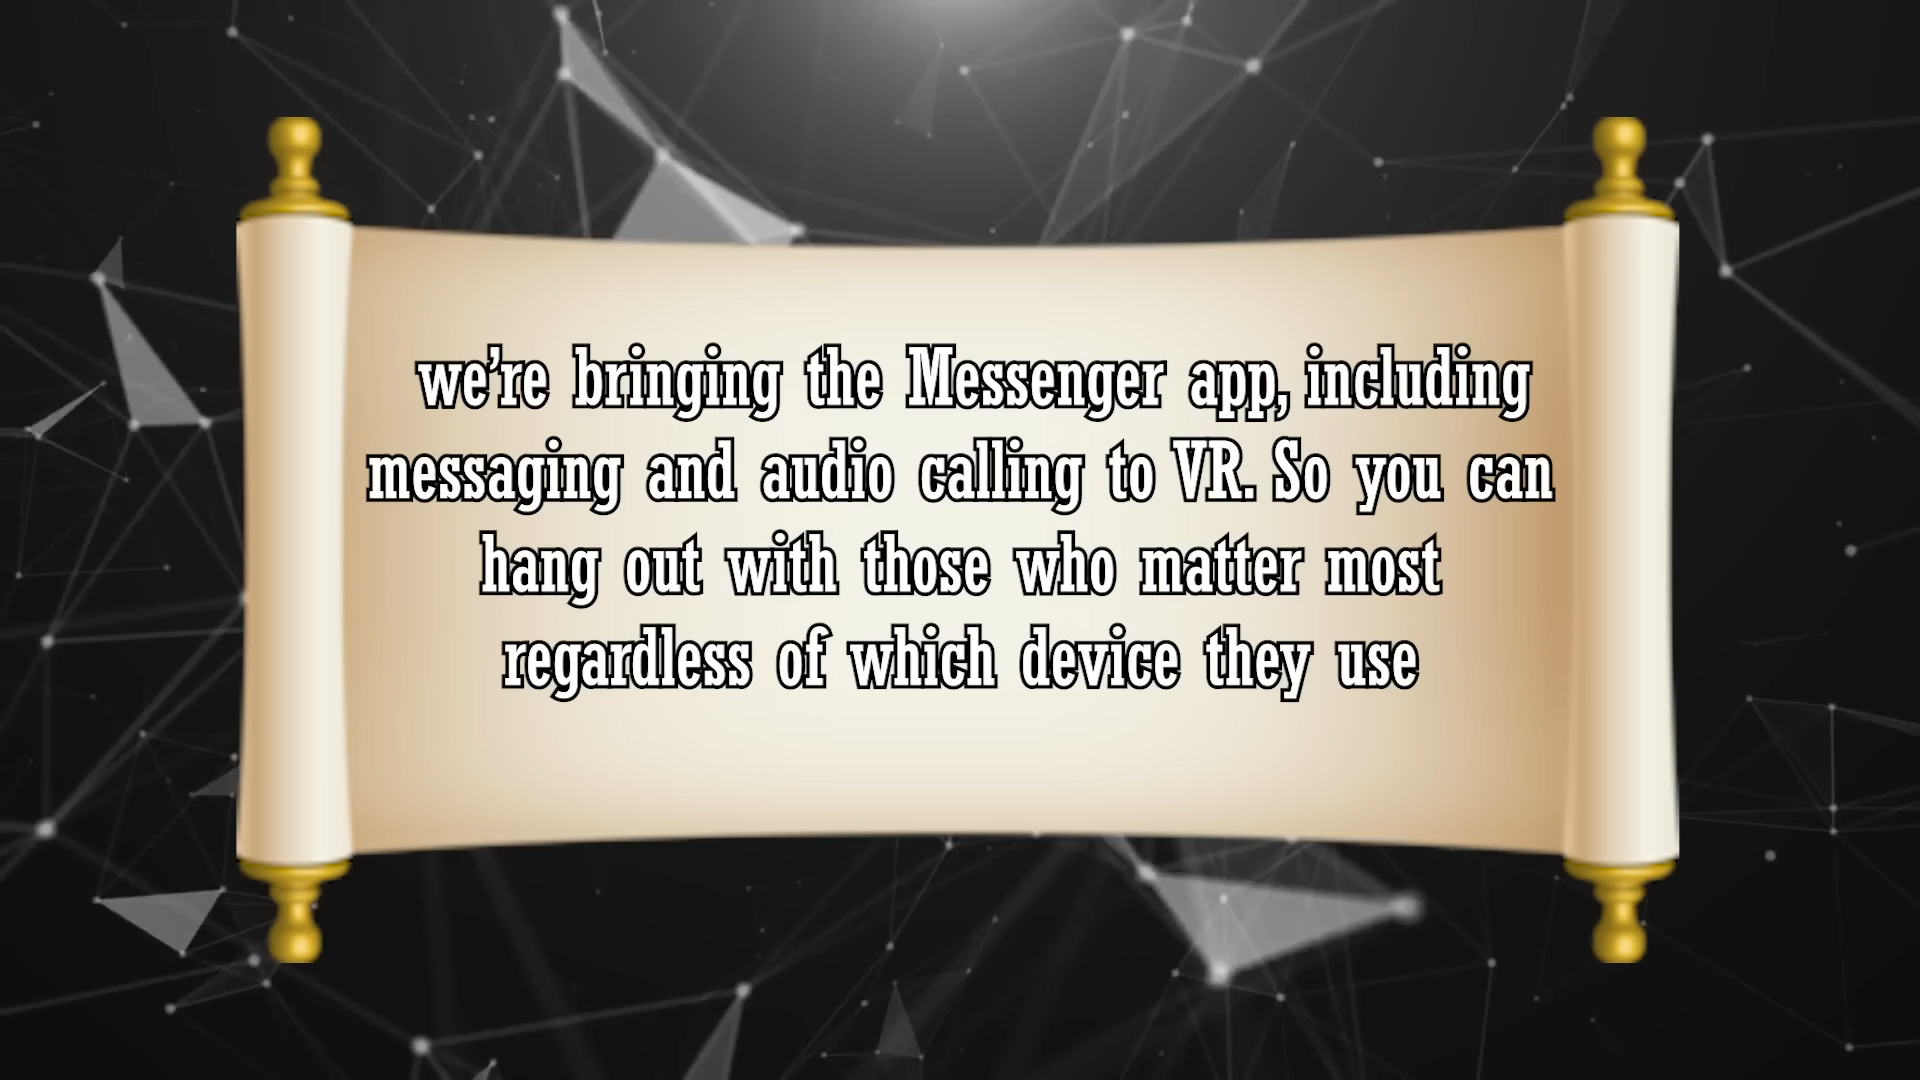 we’re bringing the Messenger app, including
messaging and audio calling to VR. So you can
hang out with those who matter most
regardless of which device they use